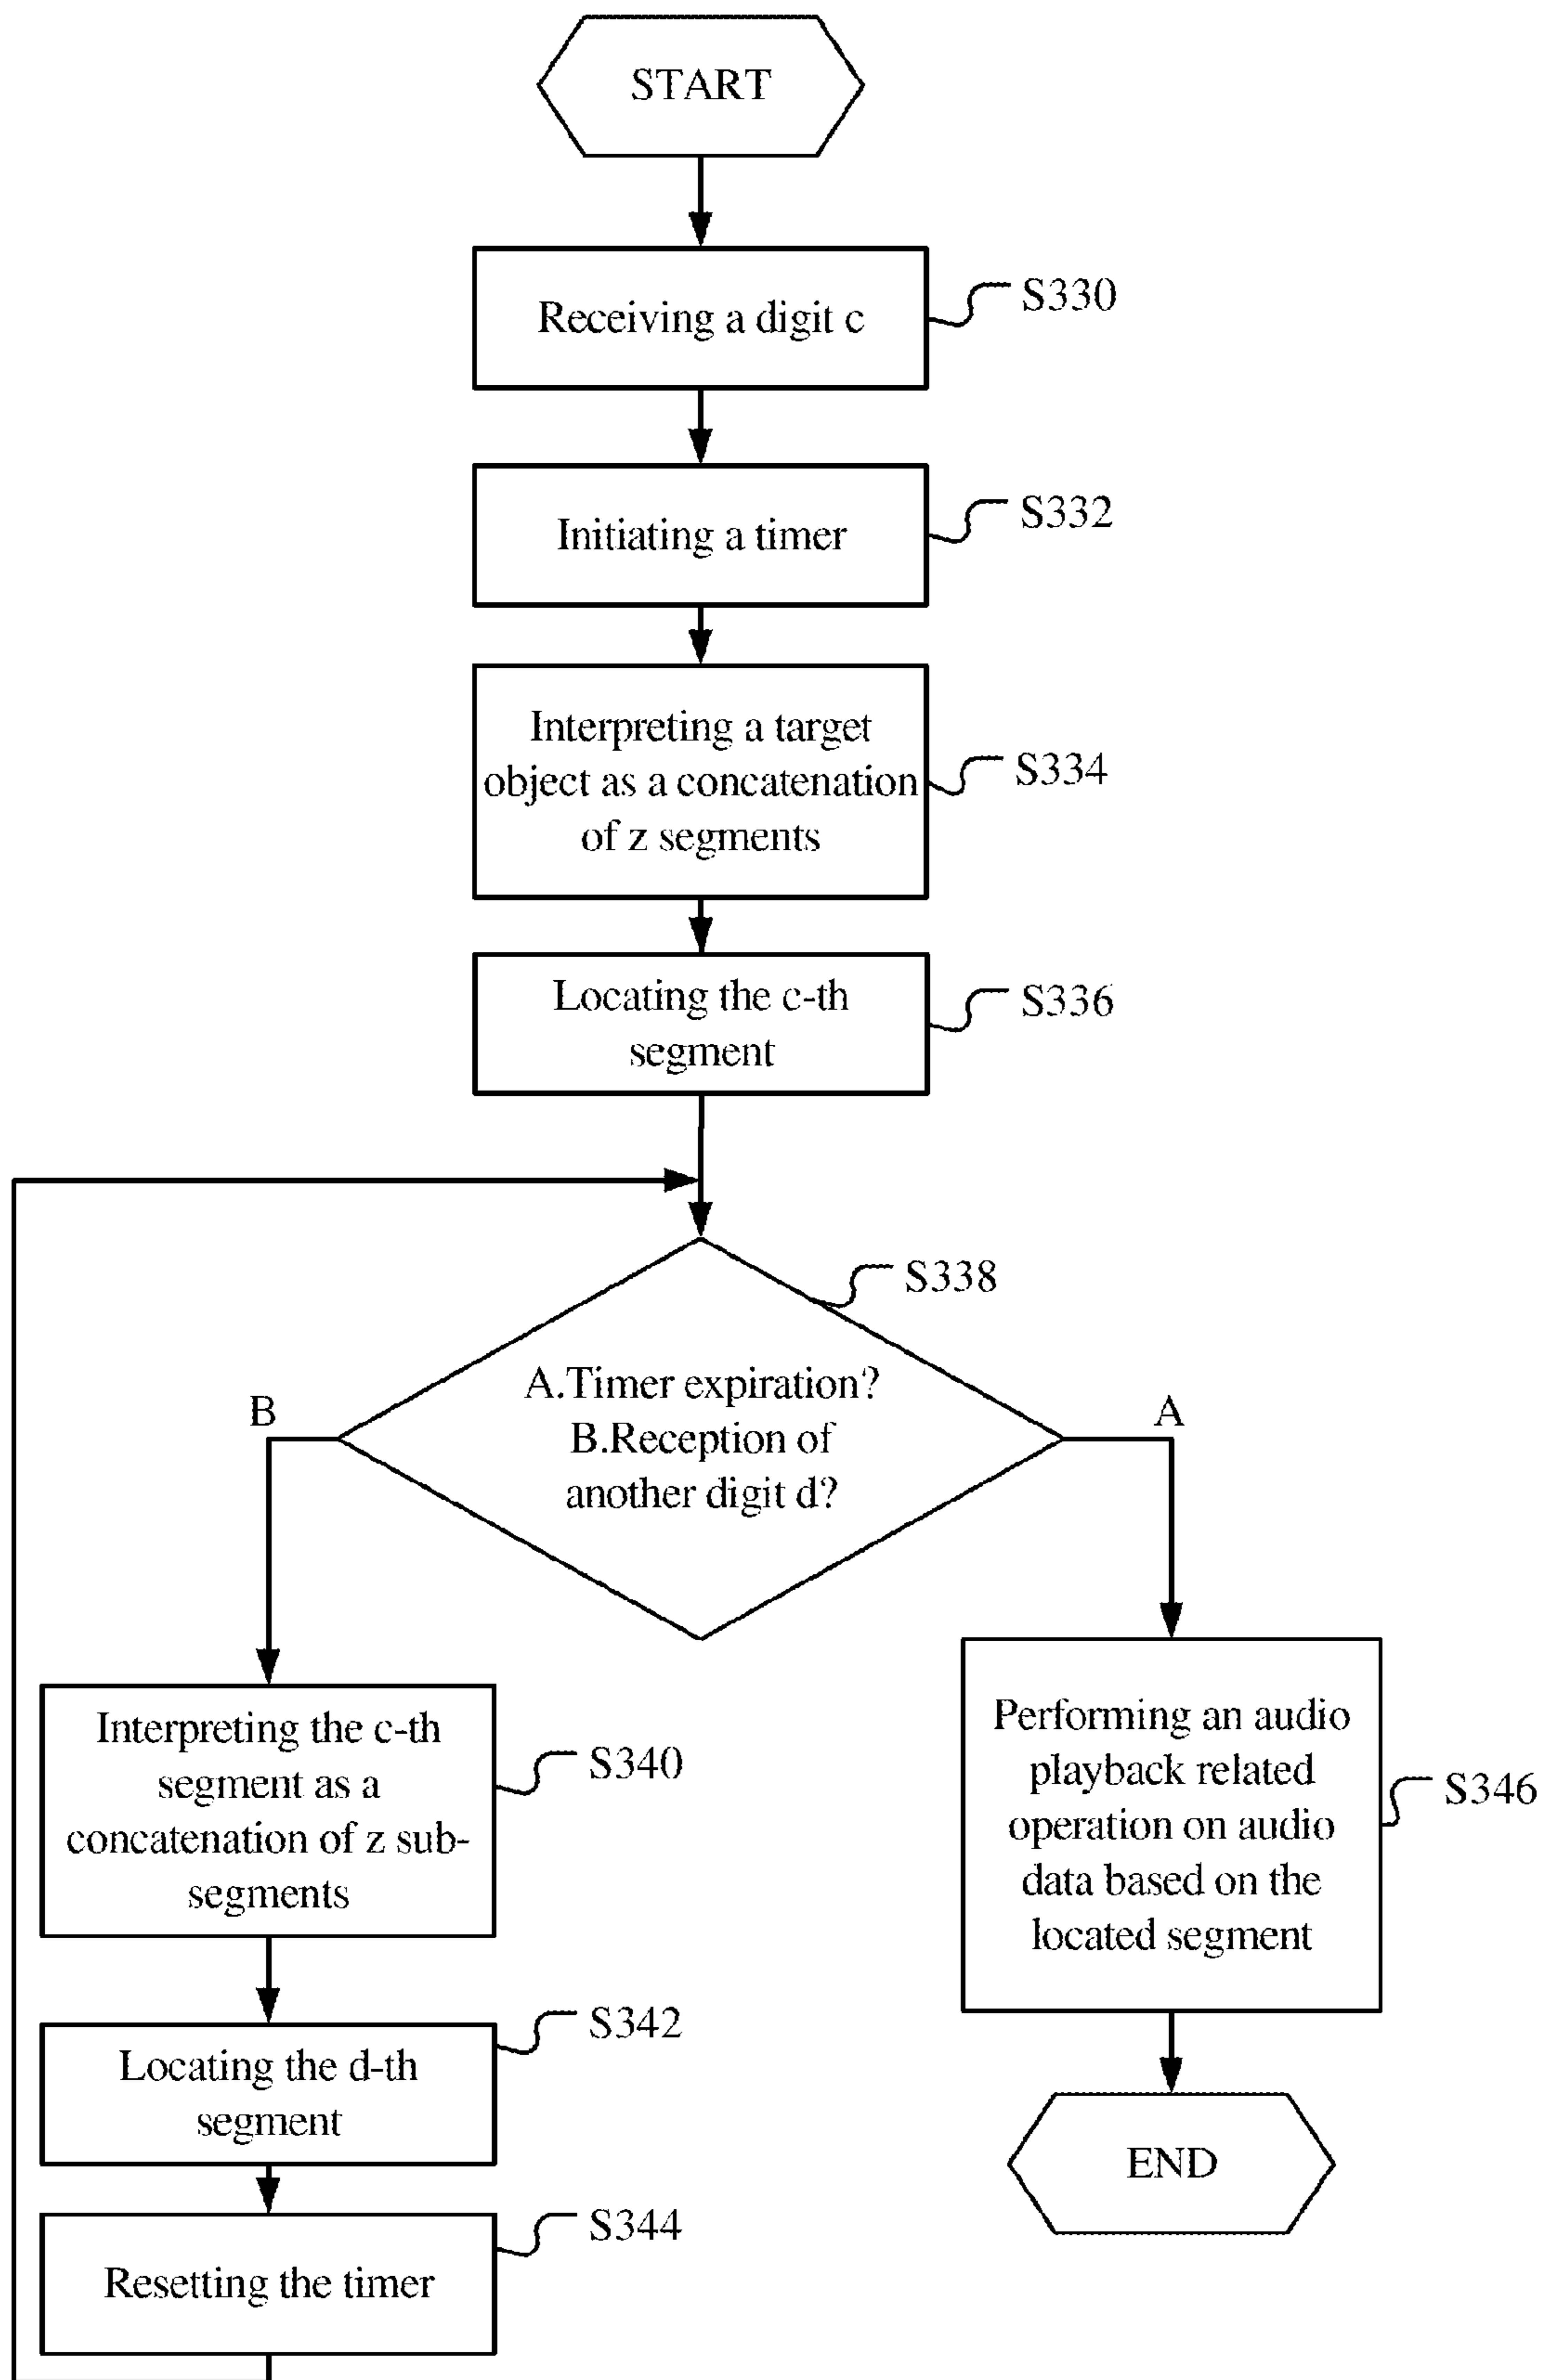 START
Receiving a digit c
S330
Initiating a timer
S332
Interpreting a target
object as a concatenation
of z segments
S334
Locating the c-th
segment
S336
S338
A.Timer expiration?
B.Reception of
another digit d?
B
A
Interpreting the c-th
segment as a
concatenation of z sub-
segments
S340
Performing an audio
playback related
operation on audio
data based on the
located segment
S346
Locating the d-th
segment
S342
END
Resetting the timer
S344